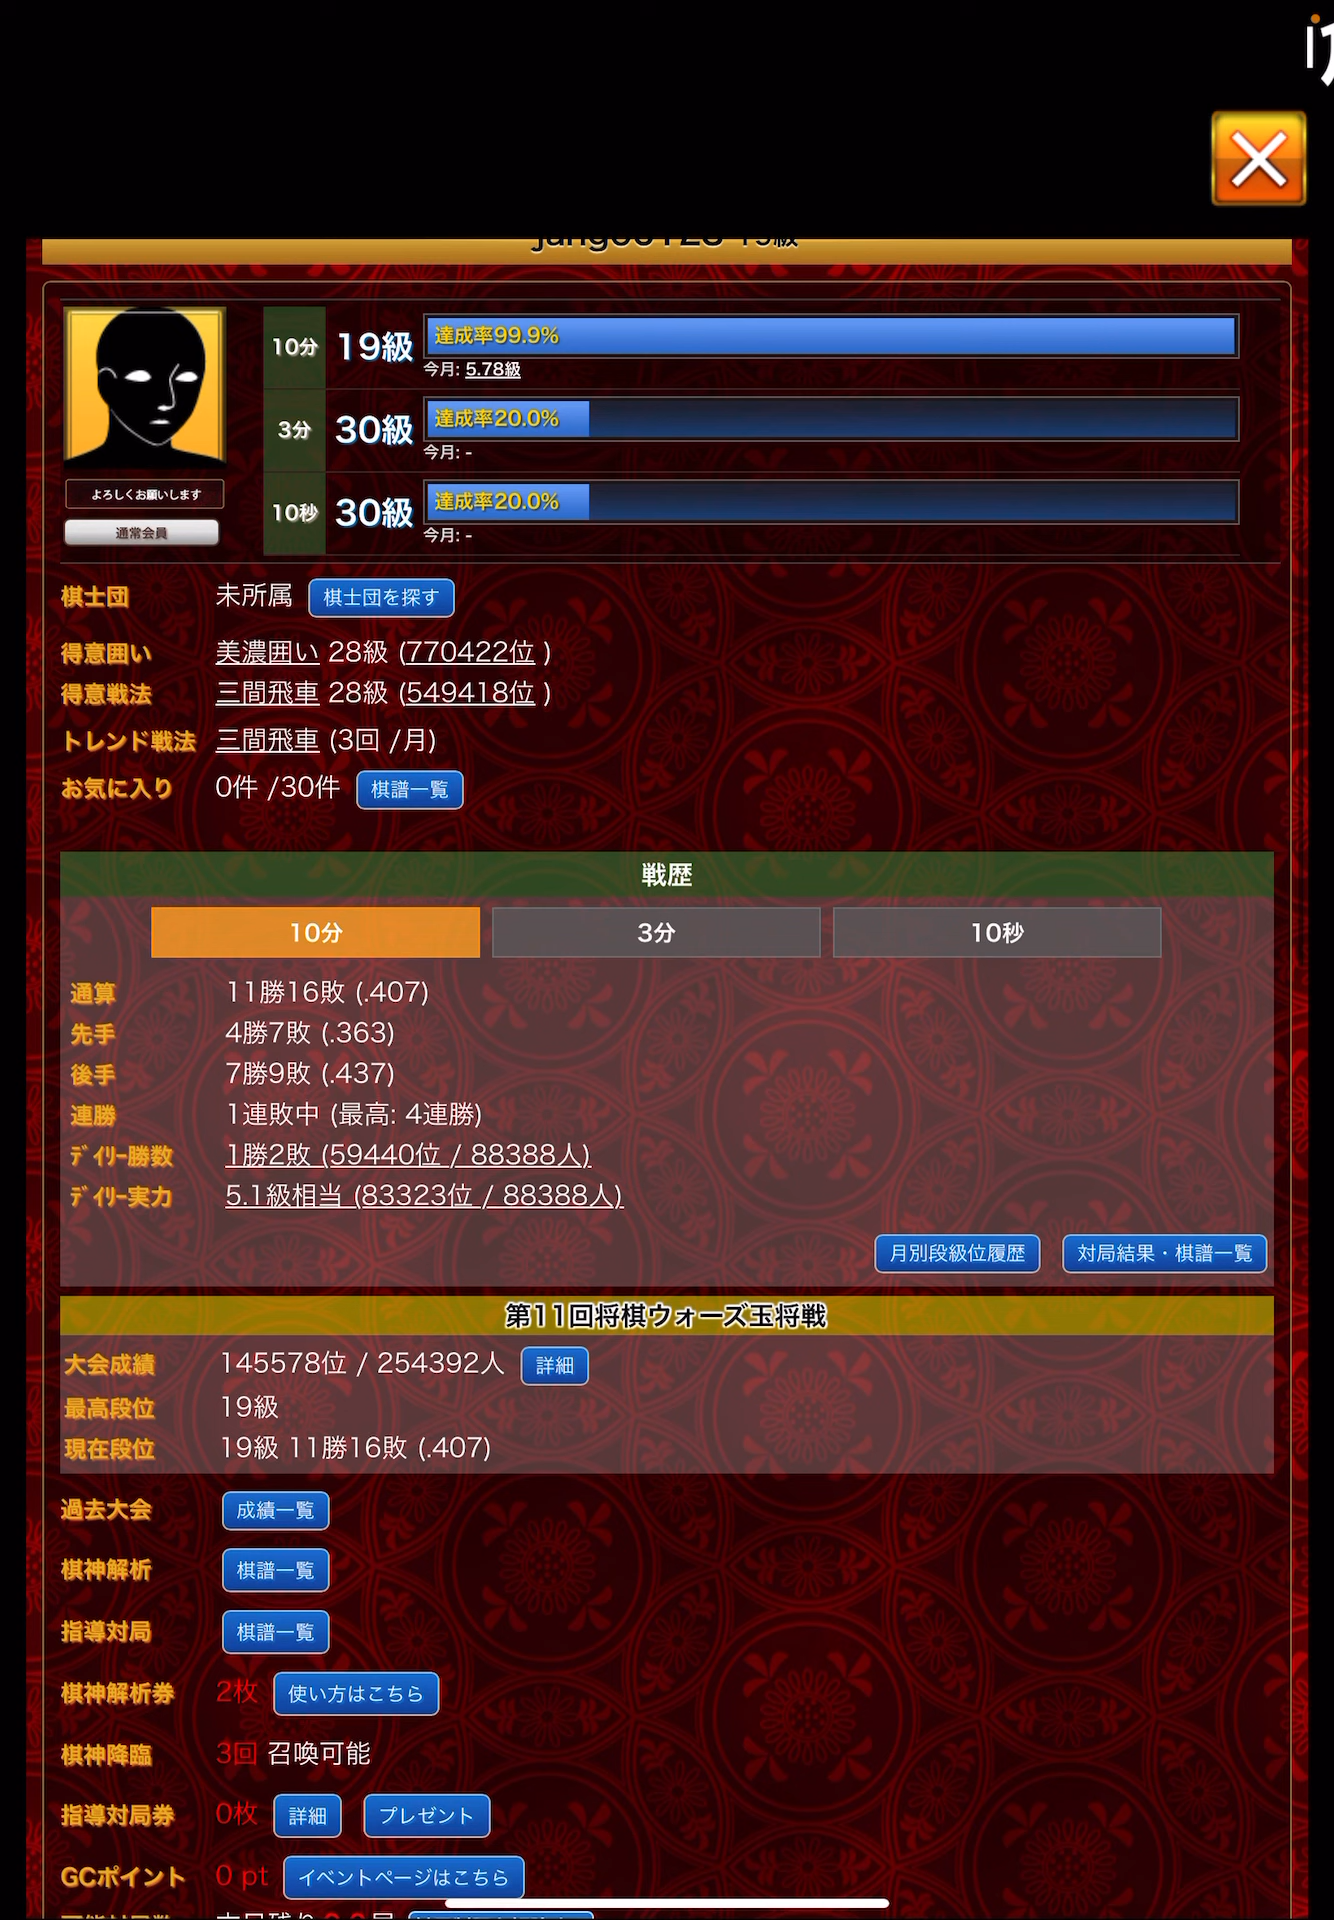 10分 19級 達成率99.9%
今月: 5.78級
3分 30級 達成率20.0%
今月: -
10秒 30級 達成率20.0%
今月: -
よろしくお願いします
通常会員
棋士団 未所属 棋士団を探す
得意囲い 美濃囲い 28級 (770422位 )
得意戦法 三間飛車 28級 (549418位 )
トレンド戦法 三間飛車 (3回 /月)
お気に入り 0件 /30件 棋譜一覧
戦歴
10分 3分 10秒
通算 11勝16敗 (.407)
先手 4勝7敗 (.363)
後手 7勝9敗 (.437)
連勝 1連敗中 (最高: 4連勝)
デイリー勝数 1勝2敗 (59440位 / 88388人)
デイリー実力 5.1級相当 (83323位 / 88388人)
月別段級位履歴 対局結果・棋譜一覧
第11回将棋ウォーズ玉将戦
大会成績 145578位 / 254392人 詳細
最高段位 19級
現在段位 19級 11勝16敗 (.407)
過去大会 成績一覧
棋神解析 棋譜一覧
指導対局 棋譜一覧
棋神解析券 2枚 使い方はこちら
棋神降臨 3回 召喚可能
指導対局券 0枚 詳細 プレゼント
GCポイント 0 pt イベントページはこちら